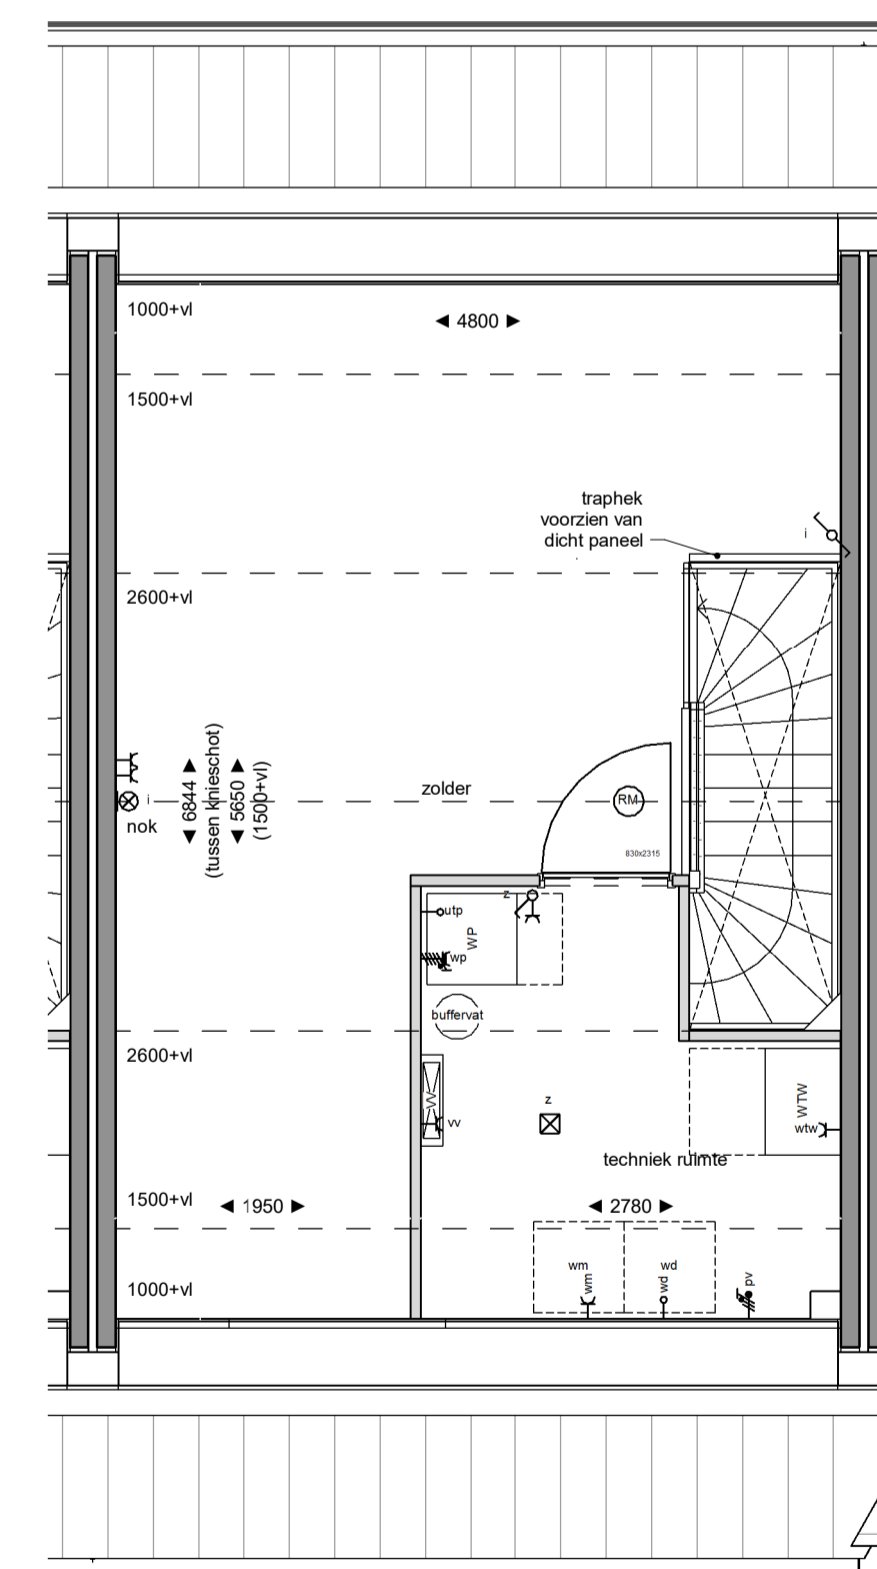 1000+vl
◄ 4800 ►
1500+vl
traphek
voorzien van
dicht paneel
i
2600+vl
◄ 6844 ►
(tussen knieschot)
◄ 5650 ►
(1500+vl)
zolder
i
nok
RM
830x2315
z
utp
WP
wp
buffervat
2600+vl
VV
vv
z
WTW
wtw
techniek ruimte
1500+vl
◄ 1950 ►
◄ 2780 ►
1000+vl
wm
wm
wd
wd
pv